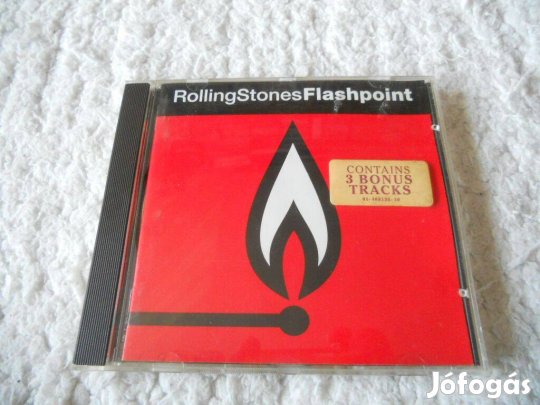 RollingStonesFlashpoint
CONTAINS
3 BONUS
TRACKS
Jófogás